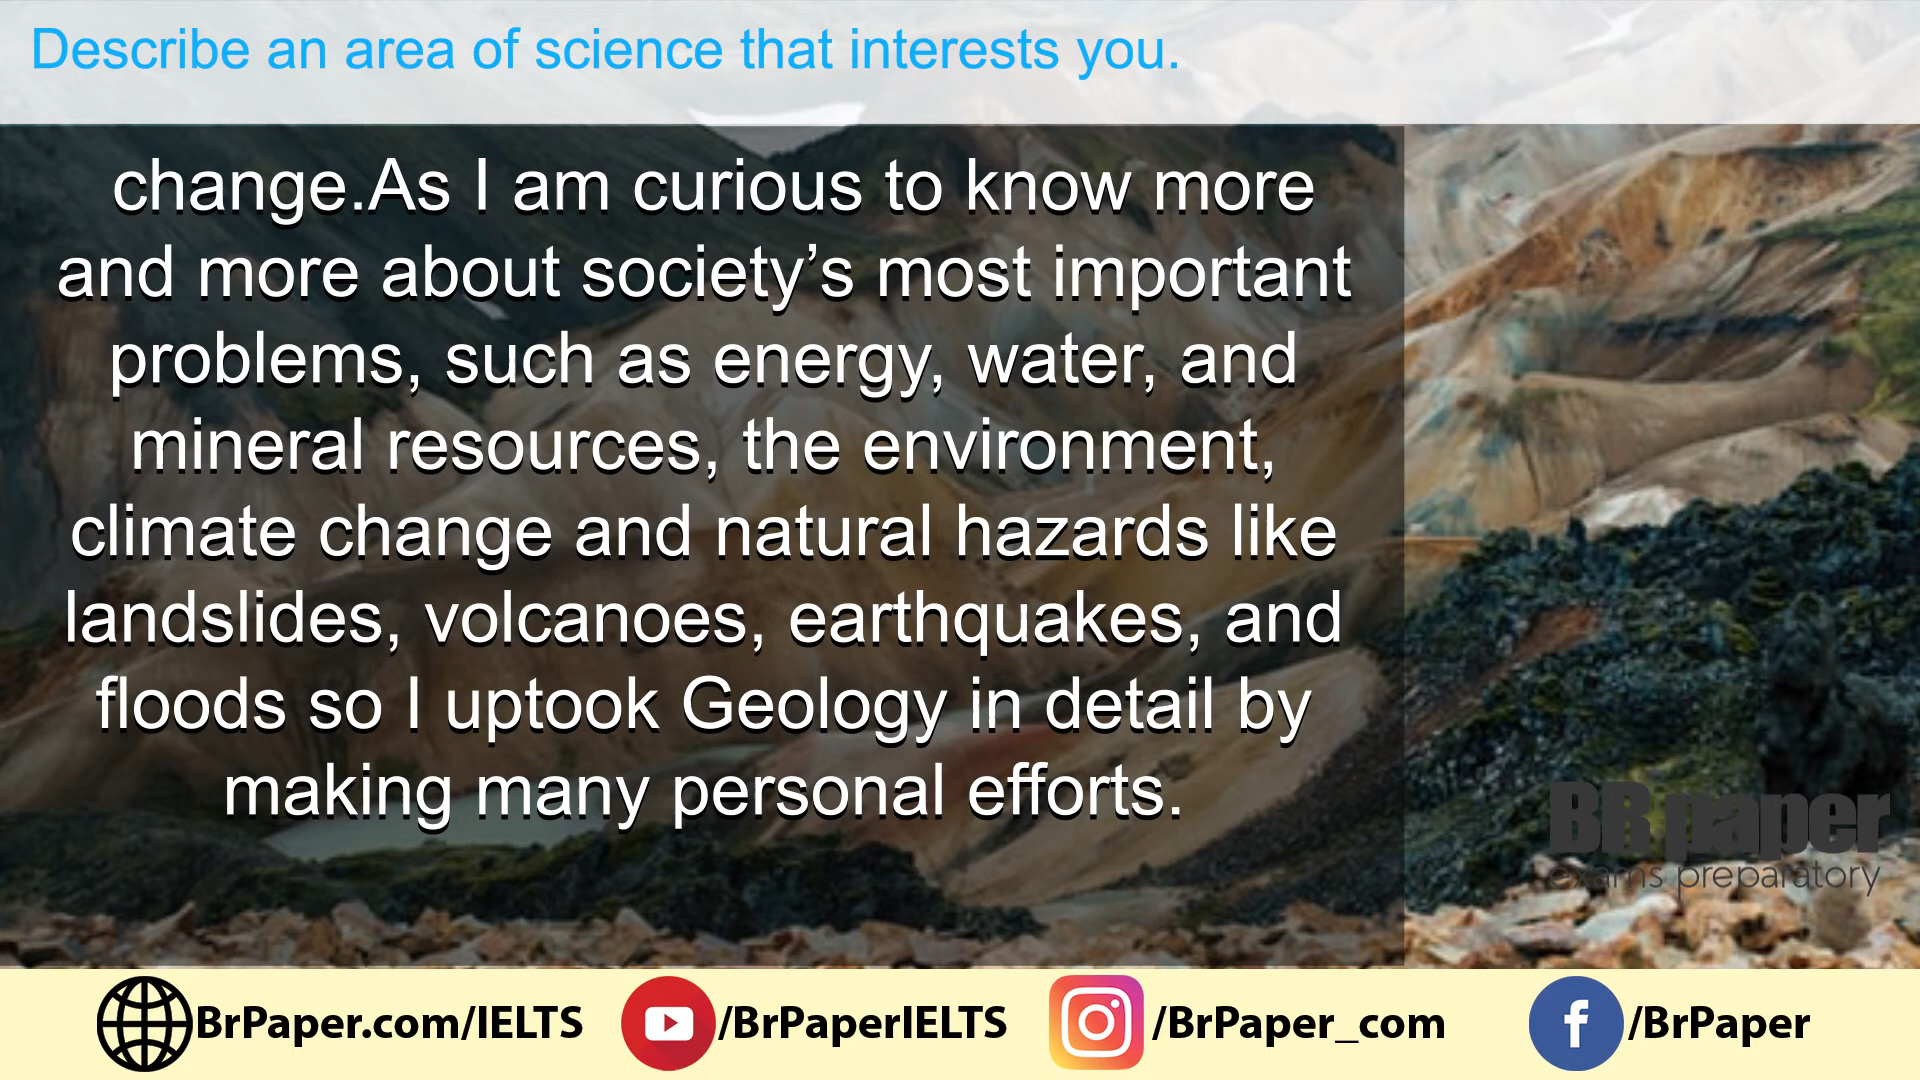 Describe an area of science that interests you.
change.As I am curious to know more
and more about society’s most important
problems, such as energy, water, and
mineral resources, the environment,
climate change and natural hazards like
landslides, volcanoes, earthquakes, and
floods so I uptook Geology in detail by
making many personal efforts.
BR paper
exams preparatory
BrPaper.com/IELTS
/BrPaperIELTS
/BrPaper_com
/BrPaper